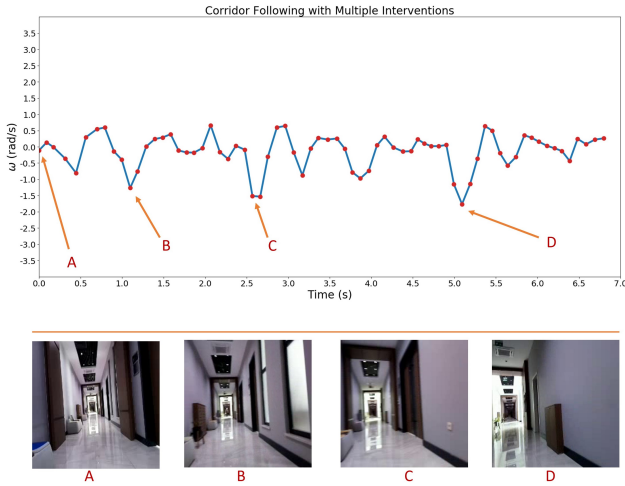 Corridor Following with Multiple Interventions
3.5
3.0
2.5
2.0
1.5
1.0
0.5
0.0
-0.5
-1.0
-1.5
-2.0
-2.5
-3.0
-3.5
ω (rad/s)
A
B
C
D
0.0 0.5 1.0 1.5 2.0 2.5 3.0 3.5 4.0 4.5 5.0 5.5 6.0 6.5 7.0
Time (s)
A B C D